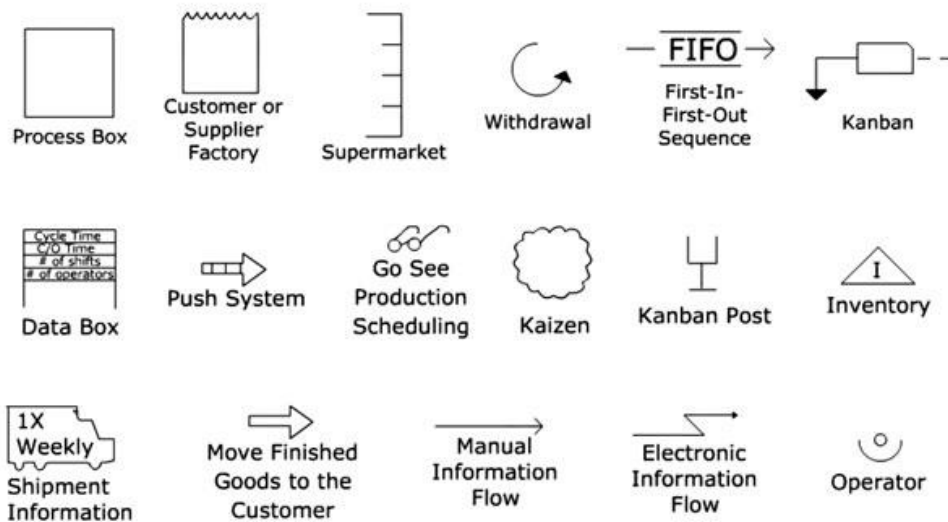 FIFO
Process Box
Customer or
Supplier
Factory
Supermarket
Withdrawal
First-In-
First-Out
Sequence
Kanban
Cycle Time
C/O Time
# of shifts
# of operators
Data Box
Push System
Go See
Production
Scheduling
Kaizen
Kanban Post
I
Inventory
1X
Weekly
Shipment
Information
Move Finished
Goods to the
Customer
Manual
Information
Flow
Electronic
Information
Flow
Operator